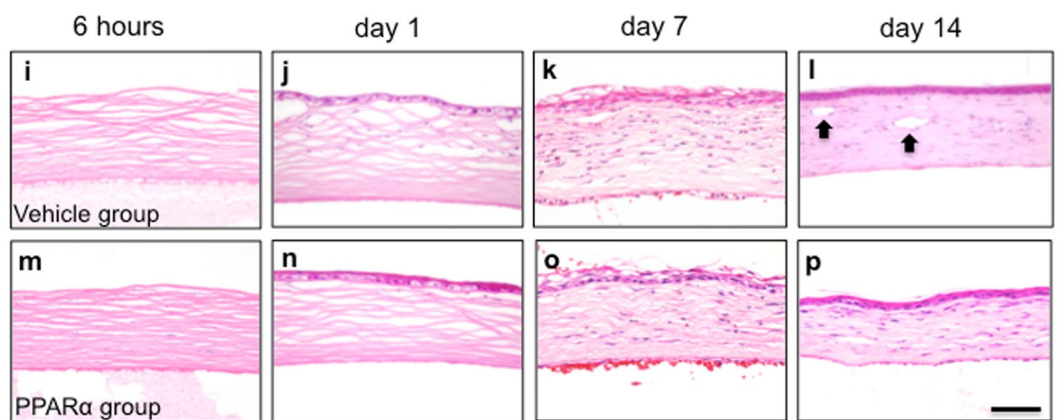 6 hours day 1 day 7 day 14
i j k l
Vehicle group
m n o p
PPARα group